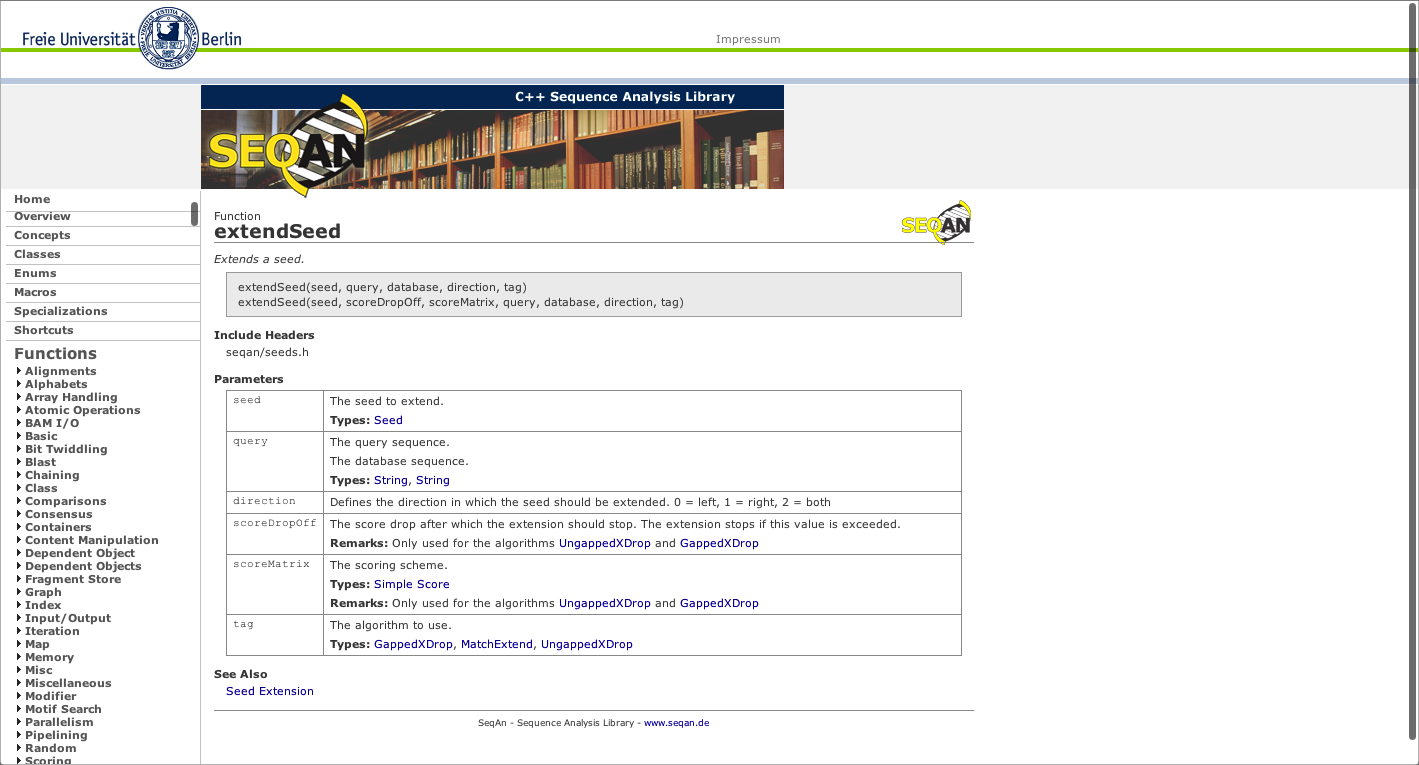 Freie Universität Berlin
Impressum
C++ Sequence Analysis Library
SEQAN
Home
Overview
Concepts
Classes
Enums
Macros
Specializations
Shortcuts
Functions
Alignments
Alphabets
Array Handling
Atomic Operations
BAM I/O
Basic
Bit Twiddling
Blast
Chaining
Class
Comparisons
Consensus
Containers
Content Manipulation
Dependent Object
Dependent Objects
Fragment Store
Graph
Index
Input/Output
Iteration
Map
Memory
Misc
Miscellaneous
Modifier
Motif Search
Parallelism
Pipelining
Random
Scoring
Function
extendSeed
SEQAN
Extends a seed.
extendSeed(seed, query, database, direction, tag)
extendSeed(seed, scoreDropOff, scoreMatrix, query, database, direction, tag)
Include Headers
seqan/seeds.h
Parameters
seed The seed to extend.
Types: Seed
query The query sequence.
The database sequence.
Types: String, String
direction Defines the direction in which the seed should be extended. 0 = left, 1 = right, 2 = both
scoreDropOff The score drop after which the extension should stop. The extension stops if this value is exceeded.
Remarks: Only used for the algorithms UngappedXDrop and GappedXDrop
scoreMatrix The scoring scheme.
Types: Simple Score
Remarks: Only used for the algorithms UngappedXDrop and GappedXDrop
tag The algorithm to use.
Types: GappedXDrop, MatchExtend, UngappedXDrop
See Also
Seed Extension
SeqAn - Sequence Analysis Library - www.seqan.de